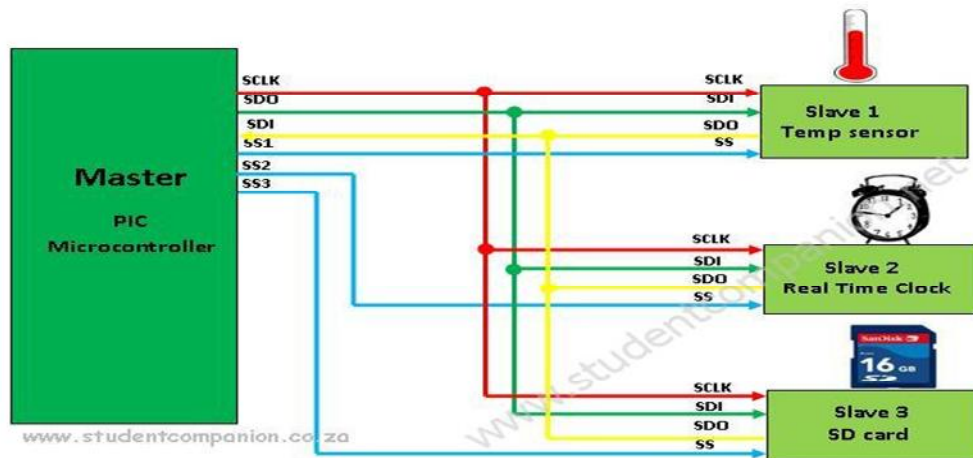 SCLK
SDO
SDI
SS1
SS2
SS3
Master
PIC
Microcontroller
SCLK
SDI
SDO
SS
Slave 1
Temp sensor
SCLK
SDI
SDO
SS
Slave 2
Real Time Clock
SanDisk
16 GB
SCLK
SDI
SDO
SS
Slave 3
SD card
www.studentcompanion.co.za
www.studentcompanion.net